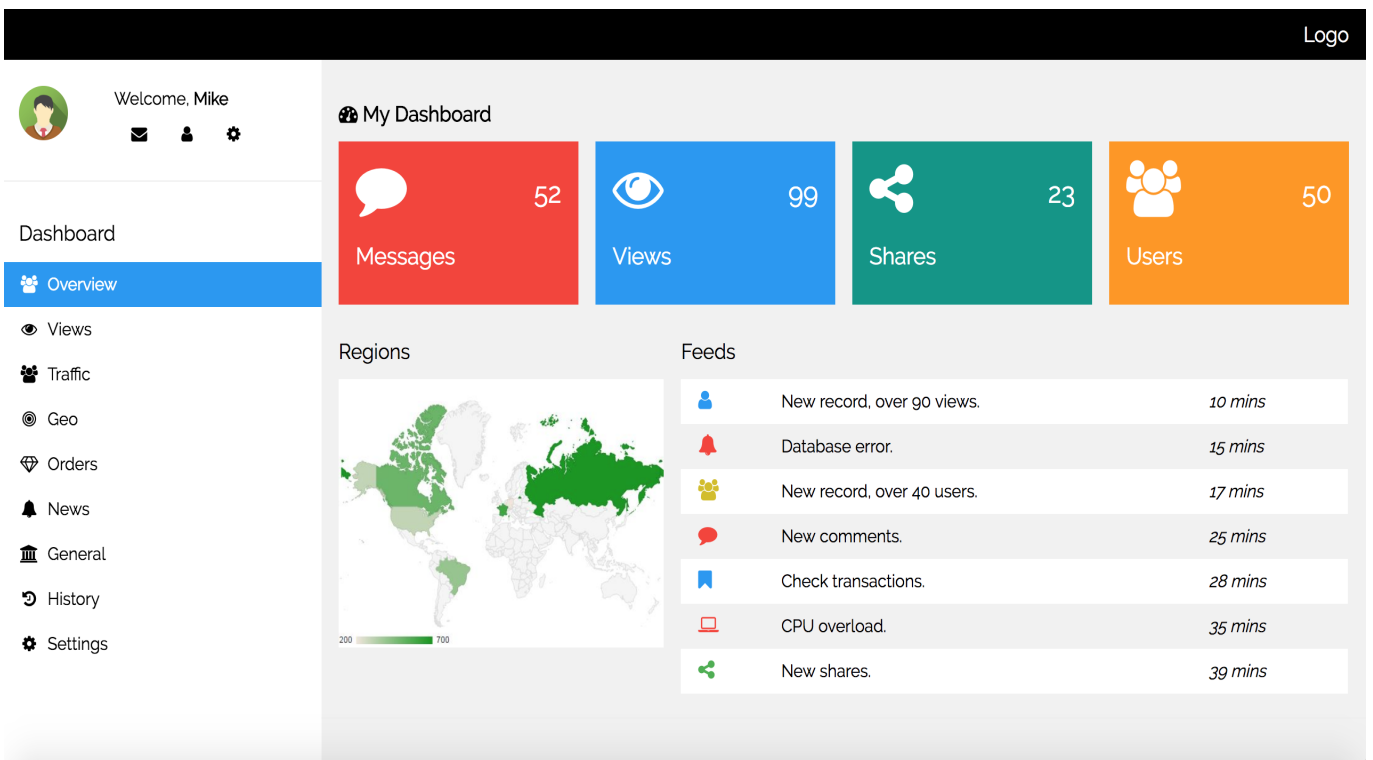 Logo
Welcome, Mike
Dashboard
Overview
Views
Traffic
Geo
Orders
News
General
History
Settings
My Dashboard
52
Messages
99
Views
23
Shares
50
Users
Regions
200 700
Feeds
New record, over 90 views. 10 mins
Database error. 15 mins
New record, over 40 users. 17 mins
New comments. 25 mins
Check transactions. 28 mins
CPU overload. 35 mins
New shares. 39 mins